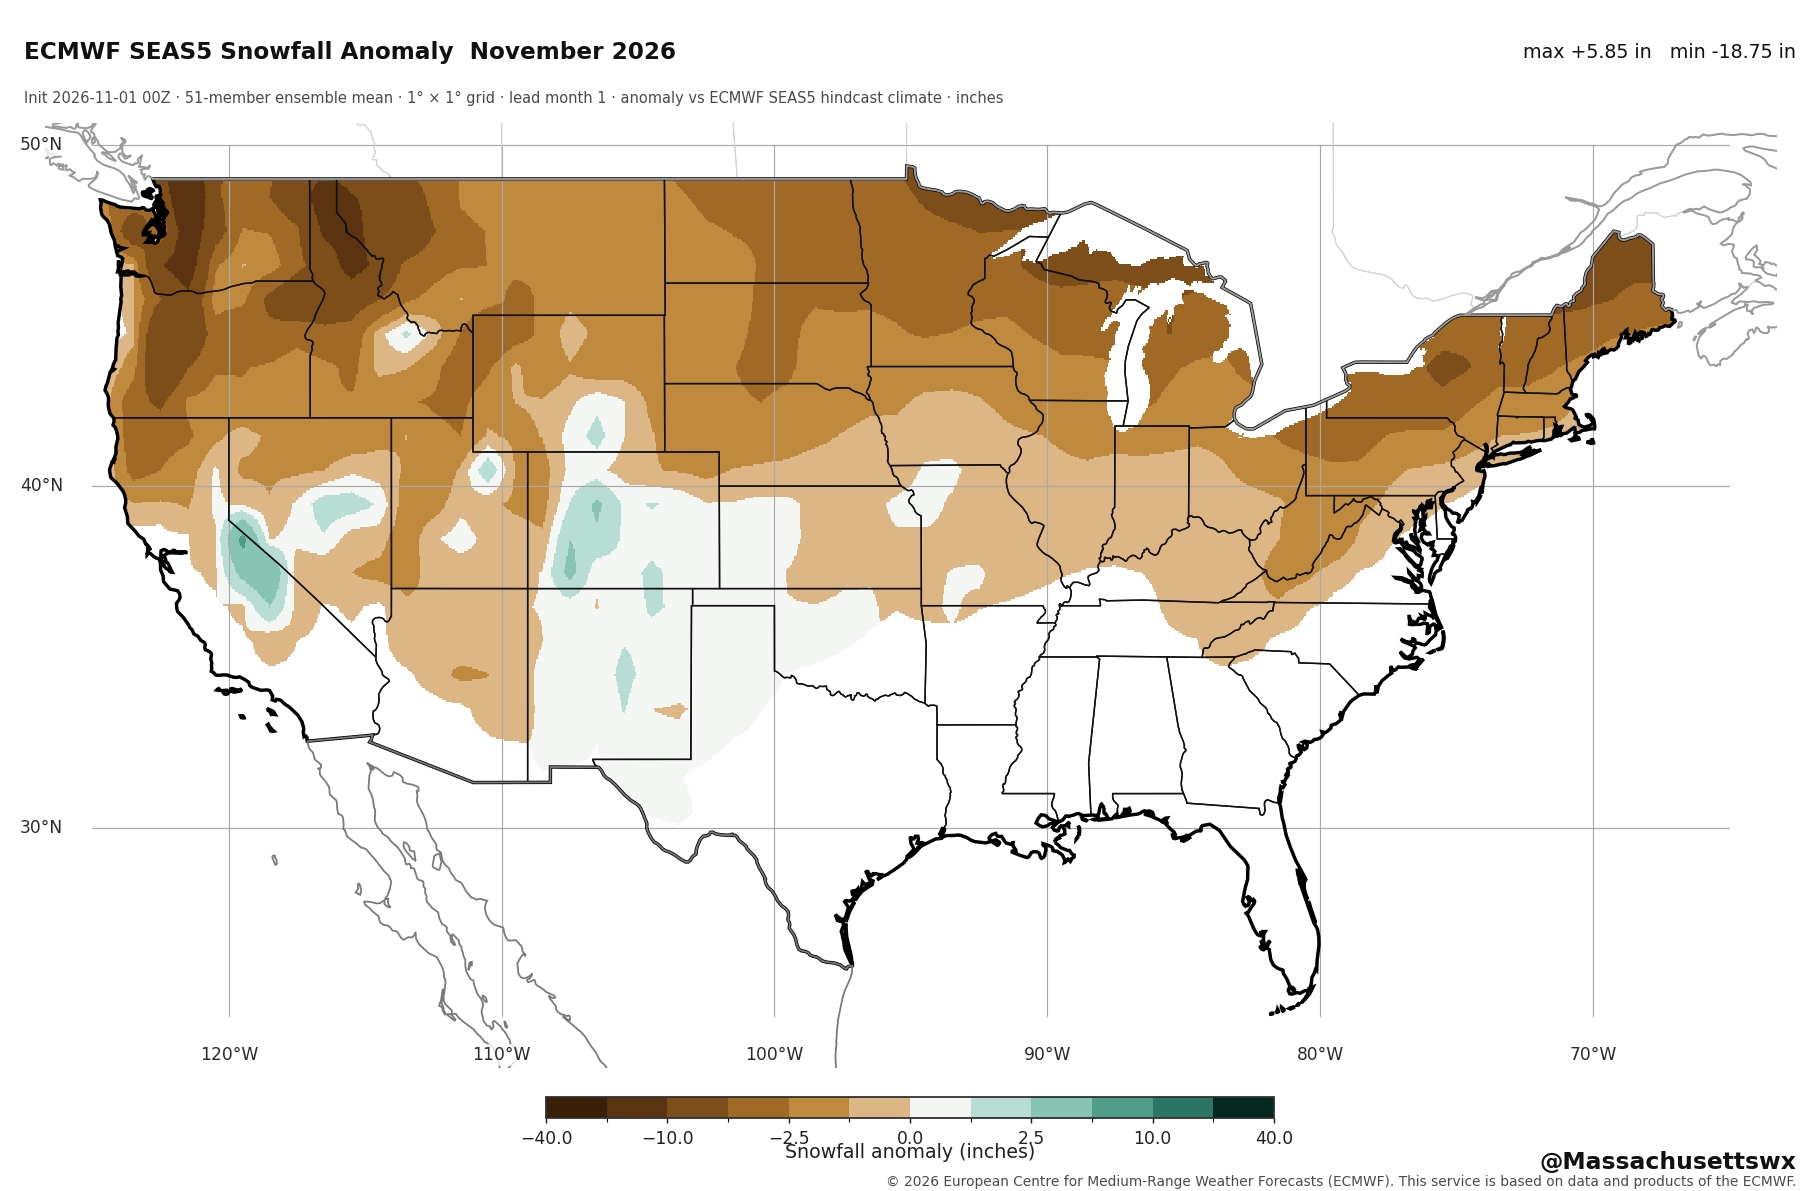 ECMWF SEAS5 Snowfall Anomaly  November 2026
max +5.85 in   min -18.75 in
Init 2026-11-01 00Z · 51-member ensemble mean · 1° × 1° grid · lead month 1 · anomaly vs ECMWF SEAS5 hindcast climate · inches
50°N
40°N
30°N
120°W 110°W 100°W 90°W 80°W 70°W
−40.0 −10.0 −2.5 0.0 2.5 10.0 40.0
Snowfall anomaly (inches)
@Massachusettswx
© 2026 European Centre for Medium-Range Weather Forecasts (ECMWF). This service is based on data and products of the ECMWF.